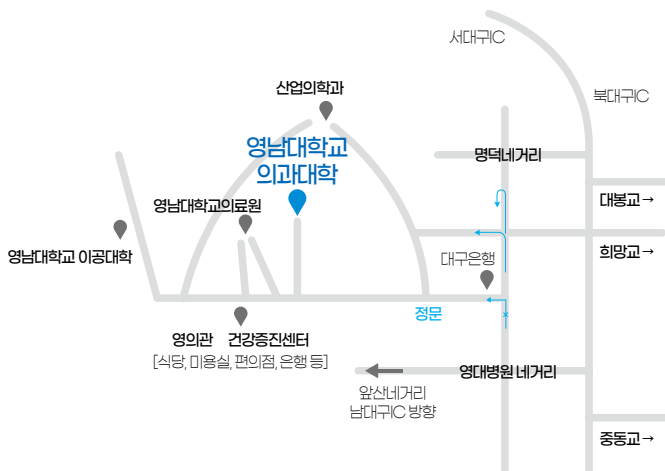 서대구IC
북대구IC
산업의학과
영남대학교
의과대학
명덕네거리
대봉교→
영남대학교의료원
영남대학교 이공대학
대구은행
희망교→
정문
영의관 건강증진센터
[식당, 미용실, 편의점, 은행 등]
영대병원 네거리
앞산네거리
남대구IC 방향
중동교→